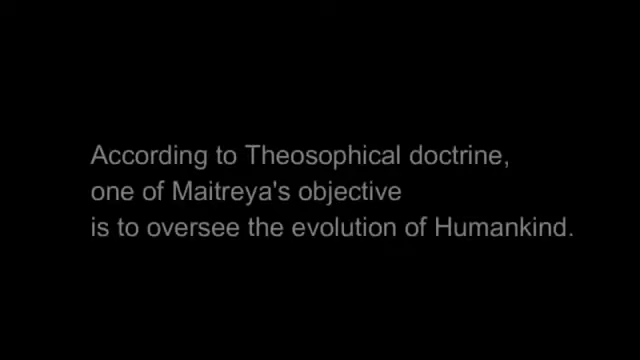 According to Theosophical doctrine,
one of Maitreya's objective
is to oversee the evolution of Humankind.